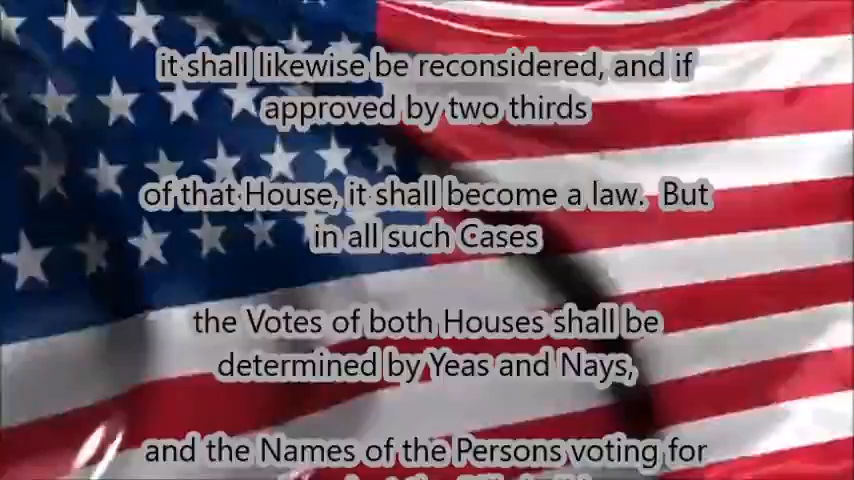 it shall likewise be reconsidered, and if
approved by two thirds
of that House, it shall become a law.  But
in all such Cases
the Votes of both Houses shall be
determined by Yeas and Nays,
and the Names of the Persons voting for